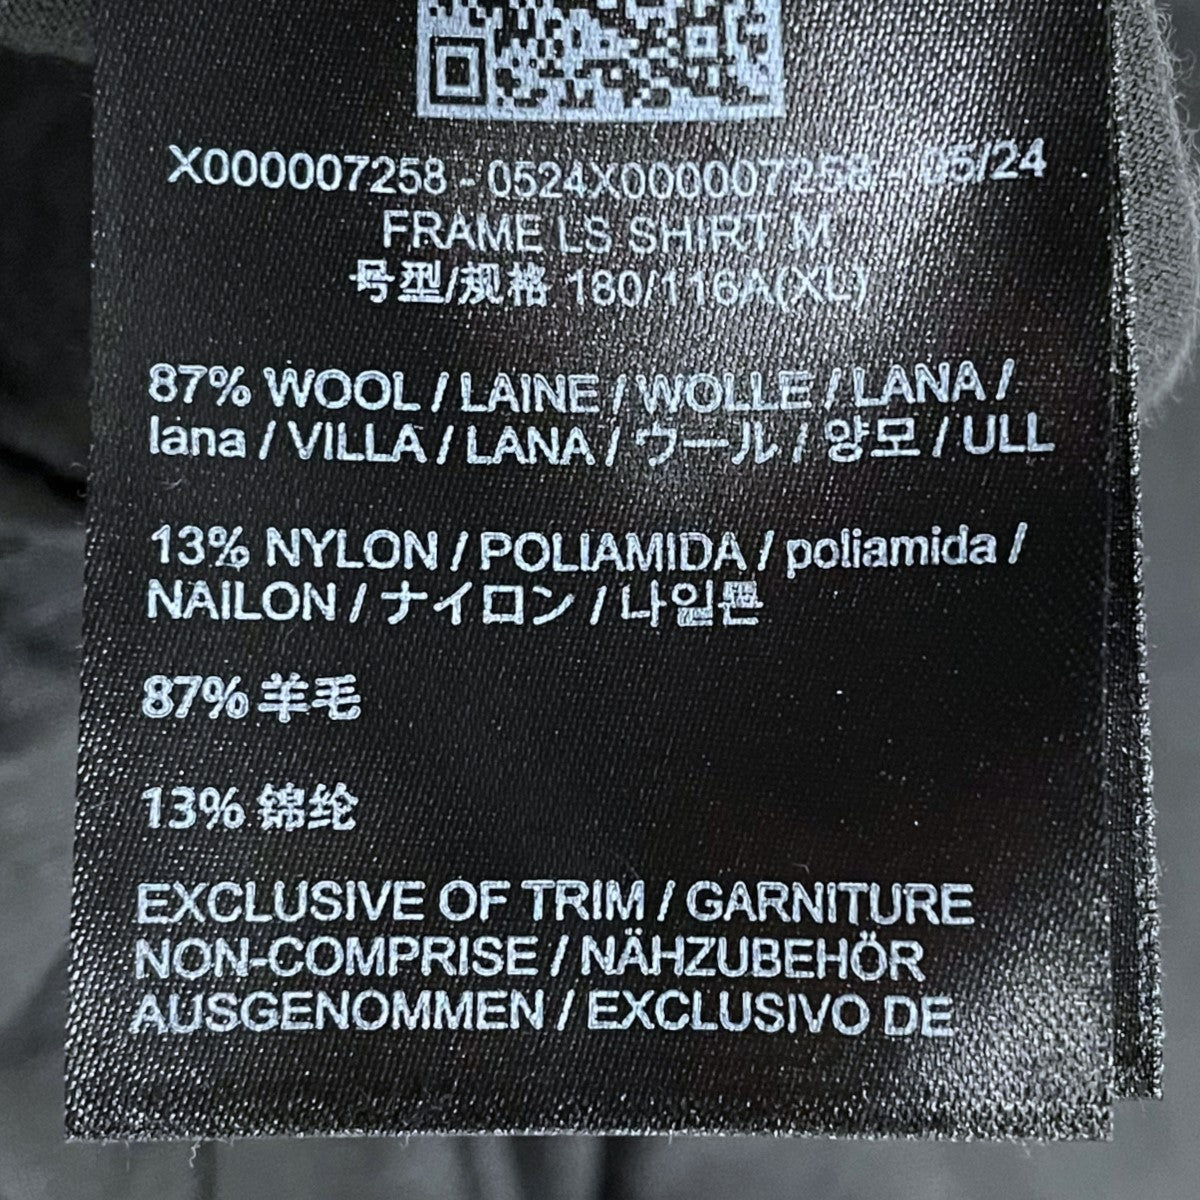 X000007258 - 0524X000007258 - 05/24
FRAME LS SHIRT M
号型/规格 180/116A(XL)
87% WOOL / LAINE / WOLLE / LANA /
lana / VILLA / LANA / ウール / 양모 / ULL
13% NYLON / POLIAMIDA / poliamida /
NAILON / ナイロン / 나일론
87% 羊毛
13% 锦纶
EXCLUSIVE OF TRIM / GARNITURE
NON-COMPRISE / NÄHZUBEHÖR
AUSGENOMMEN / EXCLUSIVO DE